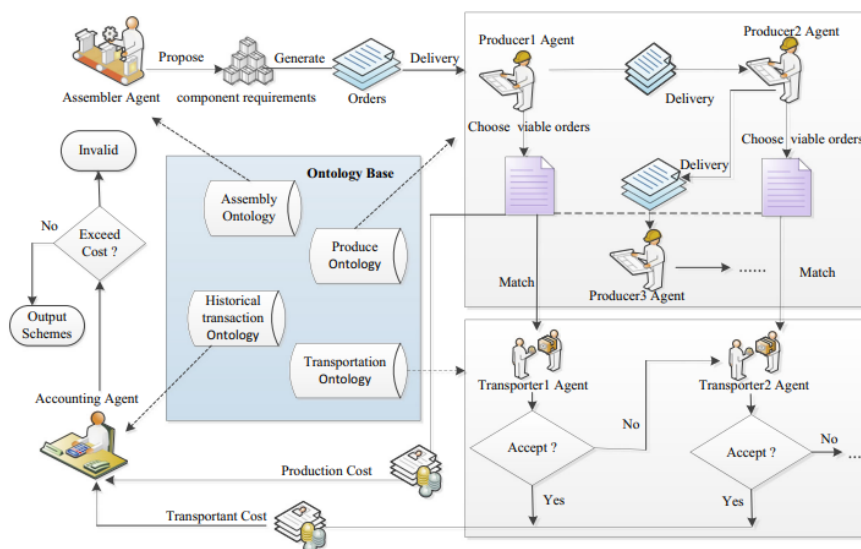 Propose
Generate
Delivery
Assembler Agent
component requirements
Orders
Producer1 Agent
Producer2 Agent
Delivery
Choose viable orders
Choose viable orders
Delivery
Producer3 Agent
......
Match
Match
Invalid
No
Exceed
Cost ?
Output
Schemes
Accounting Agent
Ontology Base
Assembly
Ontology
Produce
Ontology
Historical
transaction
Ontology
Transportation
Ontology
Transporter1 Agent
Transporter2 Agent
No
No
...
Accept ?
Accept ?
Yes
Yes
Production Cost
Transportant Cost